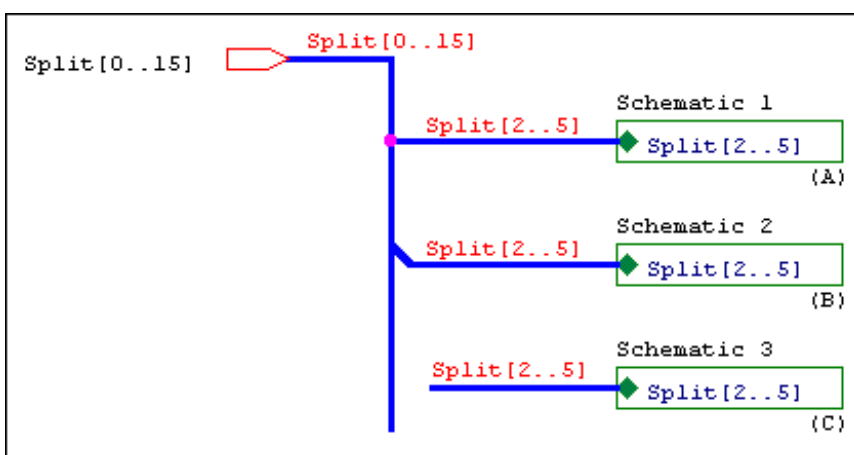 Split[0..15]
Split[0..15]
Schematic 1
Split[2..5]
Split[2..5]
(A)
Schematic 2
Split[2..5]
Split[2..5]
(B)
Schematic 3
Split[2..5]
Split[2..5]
(C)